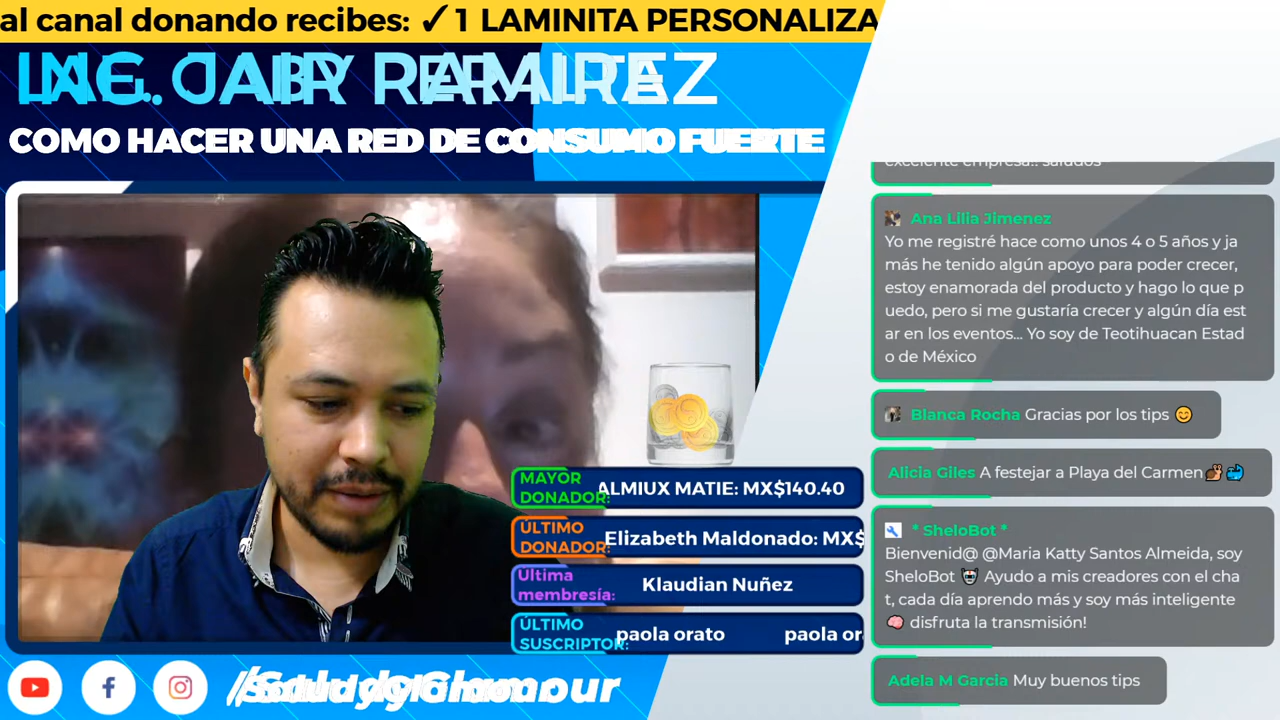 al canal donando recibes: ✓1 LAMINITA PERSONALIZA
RAMIREZ
COMO HACER UNA RED DE CONSUMO FUERTE
MAYOR
DONADOR:
ALMIUX MATIE: MX$140.40
ÚLTIMO
DONADOR:
Elizabeth Maldonado: MX$
Última
membresía:
Klaudian Nuñez
ÚLTIMO
SUSCRIPTOR:
paola orato paola or
excelente empresa.. saludos
Ana Lilia Jimenez
Yo me registré hace como unos 4 o 5 años y ja
más he tenido algún apoyo para poder crecer,
estoy enamorada del producto y hago lo que p
uedo, pero si me gustaría crecer y algún día est
ar en los eventos... Yo soy de Teotihuacan Estad
o de México
Blanca Rocha Gracias por los tips 😊
Alicia Giles A festejar a Playa del Carmen
* SheloBot *
Bienvenid@ @Maria Katty Santos Almeida, soy
SheloBot Ayudo a mis creadores con el cha
t, cada día aprendo más y soy más inteligente
🧠 disfruta la transmisión!
Adela M Garcia Muy buenos tips